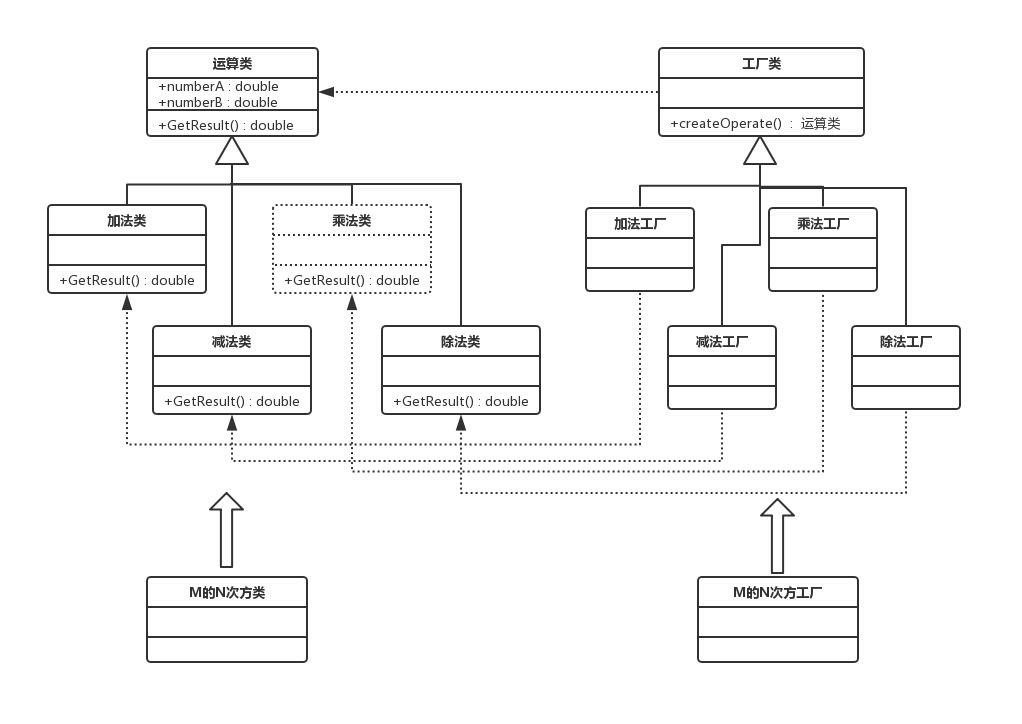 运算类
+numberA : double
+numberB : double
+GetResult() : double
工厂类
+createOperate() : 运算类
加法类
+GetResult() : double
乘法类
+GetResult() : double
加法工厂
乘法工厂
减法类
+GetResult() : double
除法类
+GetResult() : double
减法工厂
除法工厂
M的N次方类
M的N次方工厂